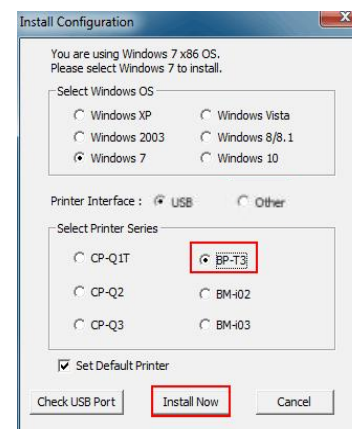 Install Configuration
X
You are using Windows 7 x86 OS.
Please select Windows 7 to install.
Select Windows OS
Windows XP Windows Vista
Windows 2003 Windows 8/8.1
Windows 7 Windows 10
Printer Interface : USB Other
Select Printer Series
CP-Q1T BP-T3
CP-Q2 BM-i02
CP-Q3 BM-i03
Set Default Printer
Check USB Port Install Now Cancel